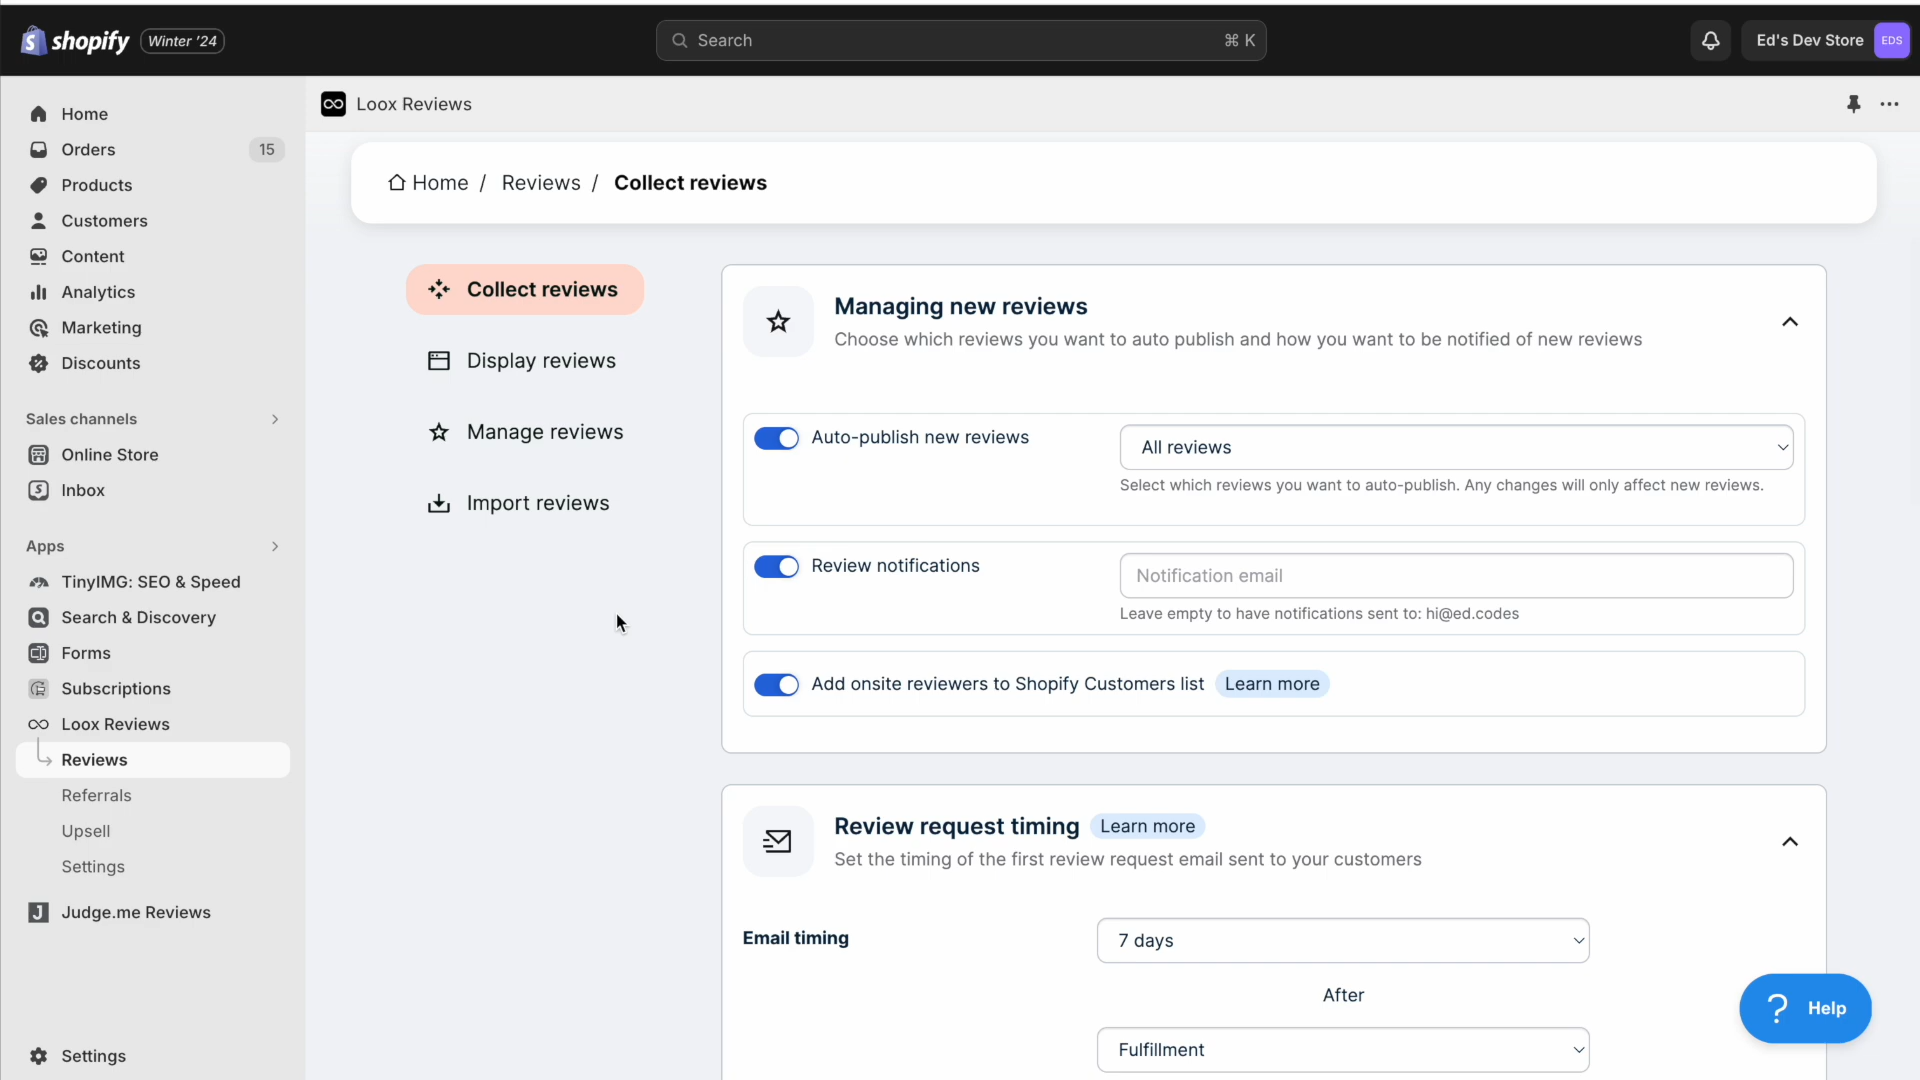 shopify
Winter '24
Search
⌘ K
Ed's Dev Store
EDS
Home
Orders
15
Products
Customers
Content
Analytics
Marketing
Discounts
Sales channels
Online Store
Inbox
Apps
TinyIMG: SEO & Speed
Search & Discovery
Forms
Subscriptions
Loox Reviews
Reviews
Referrals
Upsell
Settings
Judge.me Reviews
Settings
Loox Reviews
Home / Reviews / Collect reviews
Collect reviews
Display reviews
Manage reviews
Import reviews
Managing new reviews
Choose which reviews you want to auto publish and how you want to be notified of new reviews
Auto-publish new reviews
All reviews
Select which reviews you want to auto-publish. Any changes will only affect new reviews.
Review notifications
Notification email
Leave empty to have notifications sent to: hi@ed.codes
Add onsite reviewers to Shopify Customers list
Learn more
Review request timing
Learn more
Set the timing of the first review request email sent to your customers
Email timing
7 days
After
Fulfillment
? Help